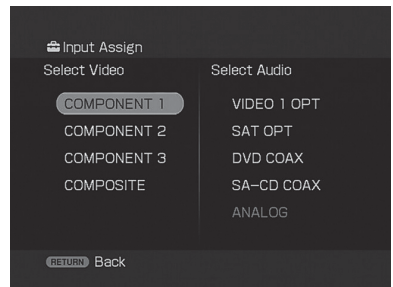 Input Assign
Select Video
Select Audio
COMPONENT 1
VIDEO 1 OPT
COMPONENT 2
SAT OPT
COMPONENT 3
DVD COAX
COMPOSITE
SA-CD COAX
ANALOG
RETURN Back